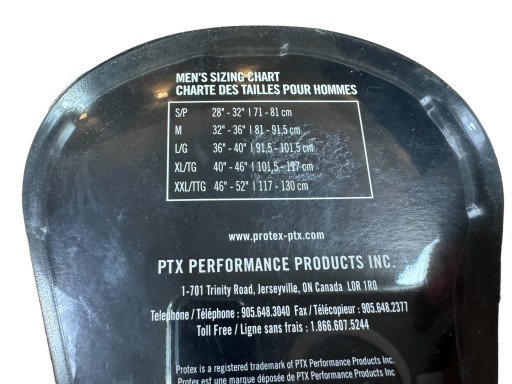 MEN'S SIZING CHART
CHARTE DES TAILLES POUR HOMMES
S/P 28" - 32" | 71 - 81 cm
M 32" - 36" | 81 - 91,5 cm
L/G 36" - 40" | 91,5 - 101,5 cm
XL/TG 40" - 46" | 101,5 - 117 cm
XXL/TTG 46" - 52" | 117 - 130 cm
www.protex-ptx.com
PTX PERFORMANCE PRODUCTS INC.
1-701 Trinity Road, Jerseyville, ON Canada L0R 1R0
Telephone / Téléphone : 905.648.3040 Fax / Télécopieur : 905.648.2377
Toll Free / Ligne sans frais : 1.866.607.5244
Protex is a registered trademark of PTX Performance Products Inc.
Protex est une marque déposée de PTX Performance Products Inc.